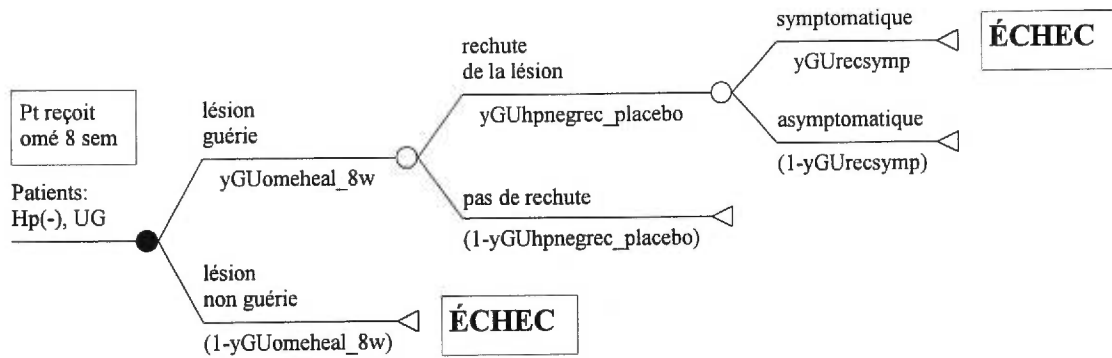 symptomatique
ÉCHEC
rechute
de la lésion
yGUrecsymp
Pt reçoit
omé 8 sem
lésion
guérie
yGUhpnegrec_placebo
asymptomatique
yGUomeheal_8w
(1-yGUrecsymp)
Patients:
Hp(-), UG
pas de rechute
(1-yGUhpnegrec_placebo)
lésion
non guérie
ÉCHEC
(1-yGUomeheal_8w)